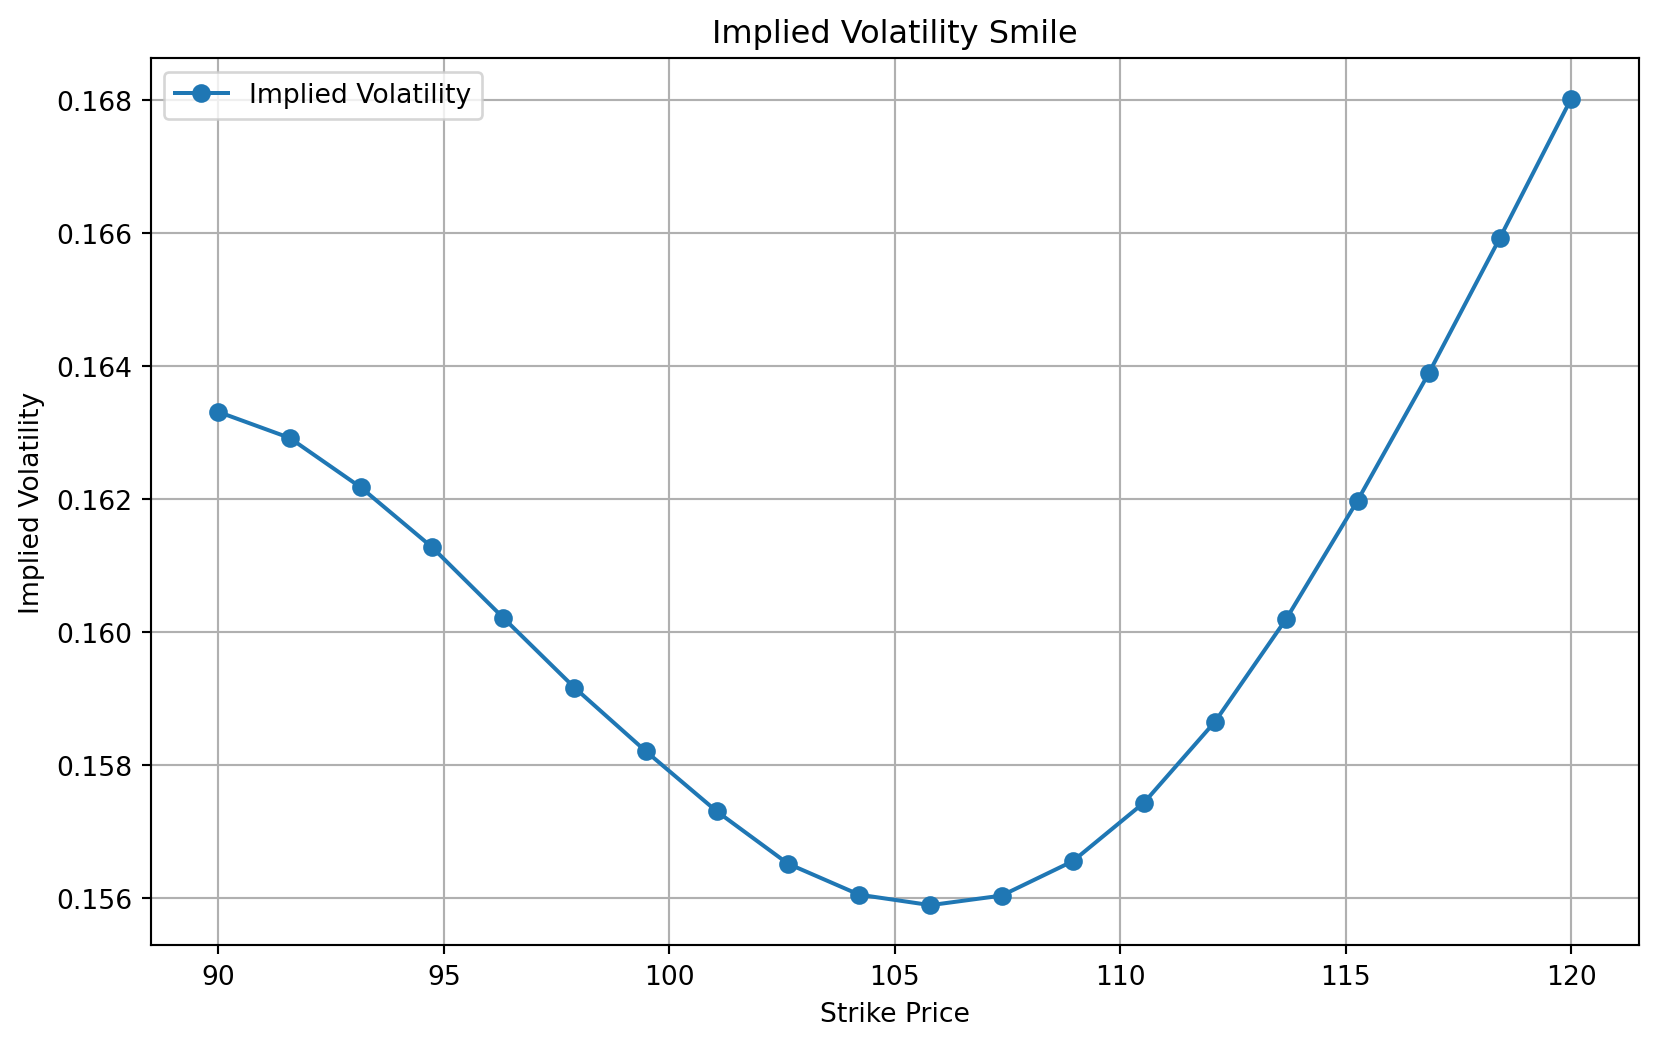 Implied Volatility Smile
Implied Volatility
0.168
0.166
0.164
0.162
0.160
0.158
0.156
Implied Volatility
90 95 100 105 110 115 120
Strike Price